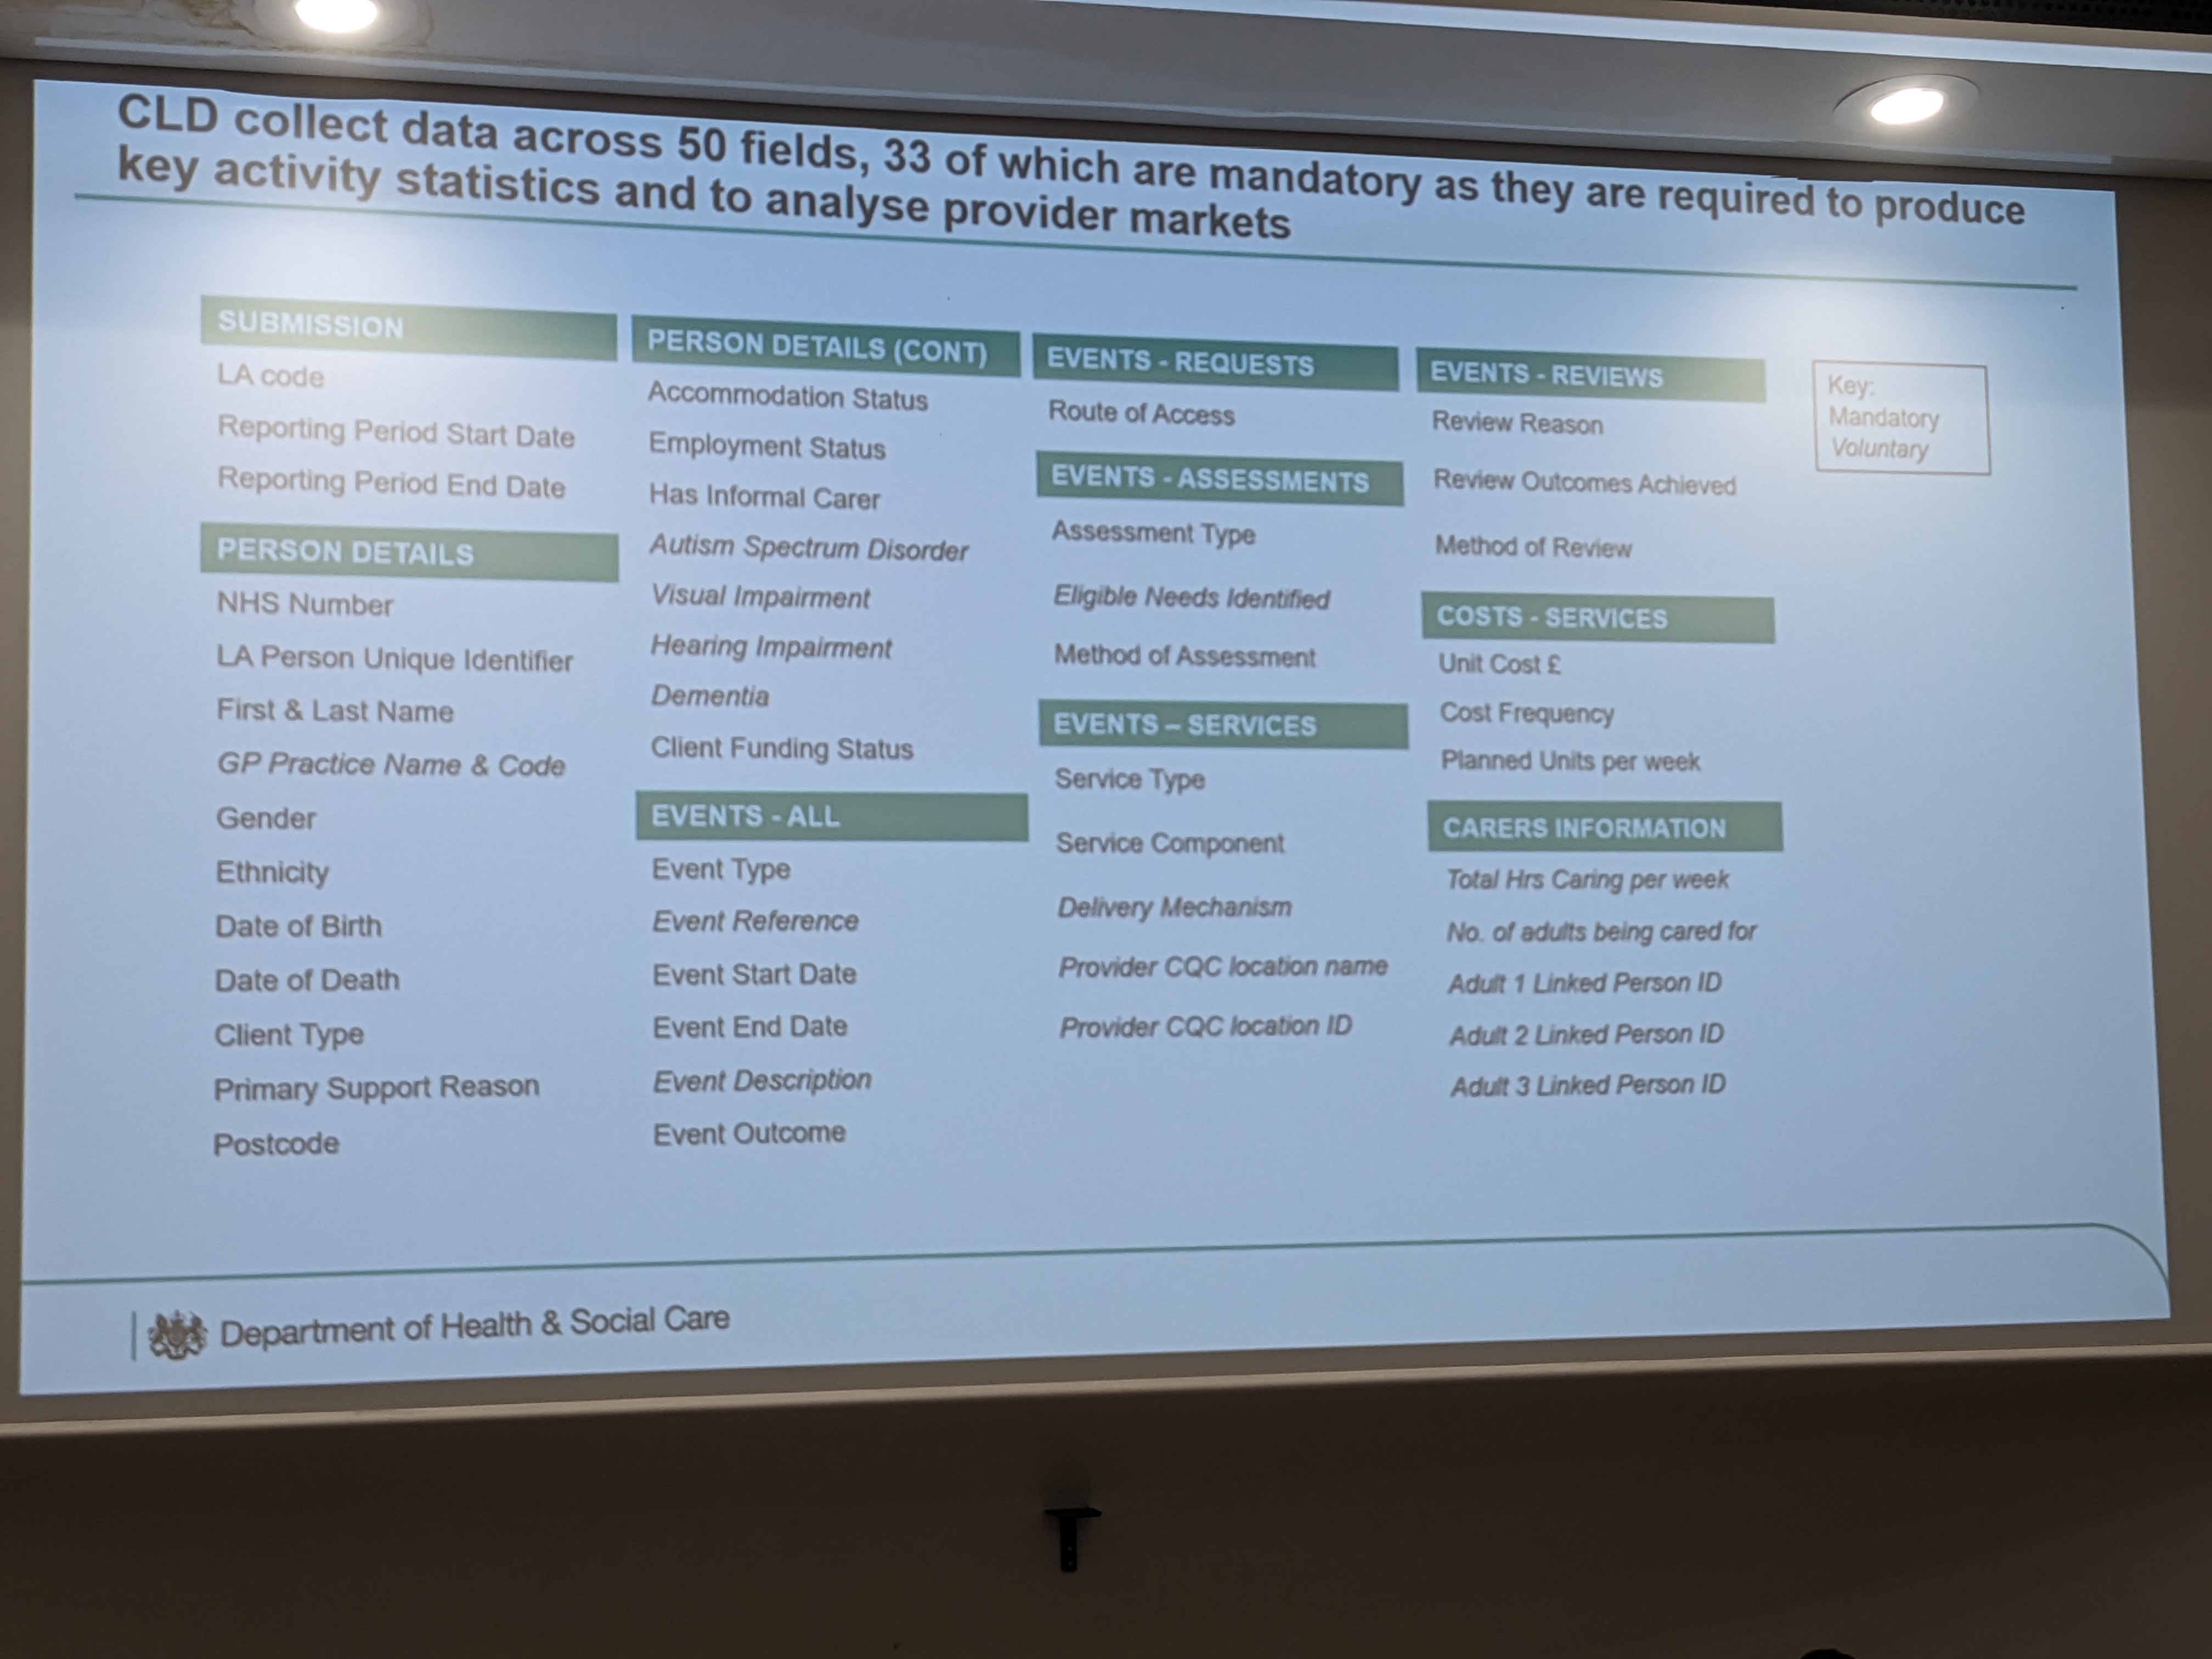 CLD collect data across 50 fields, 33 of which are mandatory as they are required to produce
key activity statistics and to analyse provider markets
SUBMISSION
LA code
Reporting Period Start Date
Reporting Period End Date
PERSON DETAILS
NHS Number
LA Person Unique Identifier
First & Last Name
GP Practice Name & Code
Gender
Ethnicity
Date of Birth
Date of Death
Client Type
Primary Support Reason
Postcode
PERSON DETAILS (CONT)
Accommodation Status
Employment Status
Has Informal Carer
Autism Spectrum Disorder
Visual Impairment
Hearing Impairment
Dementia
Client Funding Status
EVENTS - ALL
Event Type
Event Reference
Event Start Date
Event End Date
Event Description
Event Outcome
EVENTS - REQUESTS
Route of Access
EVENTS - ASSESSMENTS
Assessment Type
Eligible Needs Identified
Method of Assessment
EVENTS – SERVICES
Service Type
Service Component
Delivery Mechanism
Provider CQC location name
Provider CQC location ID
EVENTS - REVIEWS
Review Reason
Review Outcomes Achieved
Method of Review
COSTS - SERVICES
Unit Cost £
Cost Frequency
Planned Units per week
CARERS INFORMATION
Total Hrs Caring per week
No. of adults being cared for
Adult 1 Linked Person ID
Adult 2 Linked Person ID
Adult 3 Linked Person ID
Key:
Mandatory
Voluntary
Department of Health & Social Care